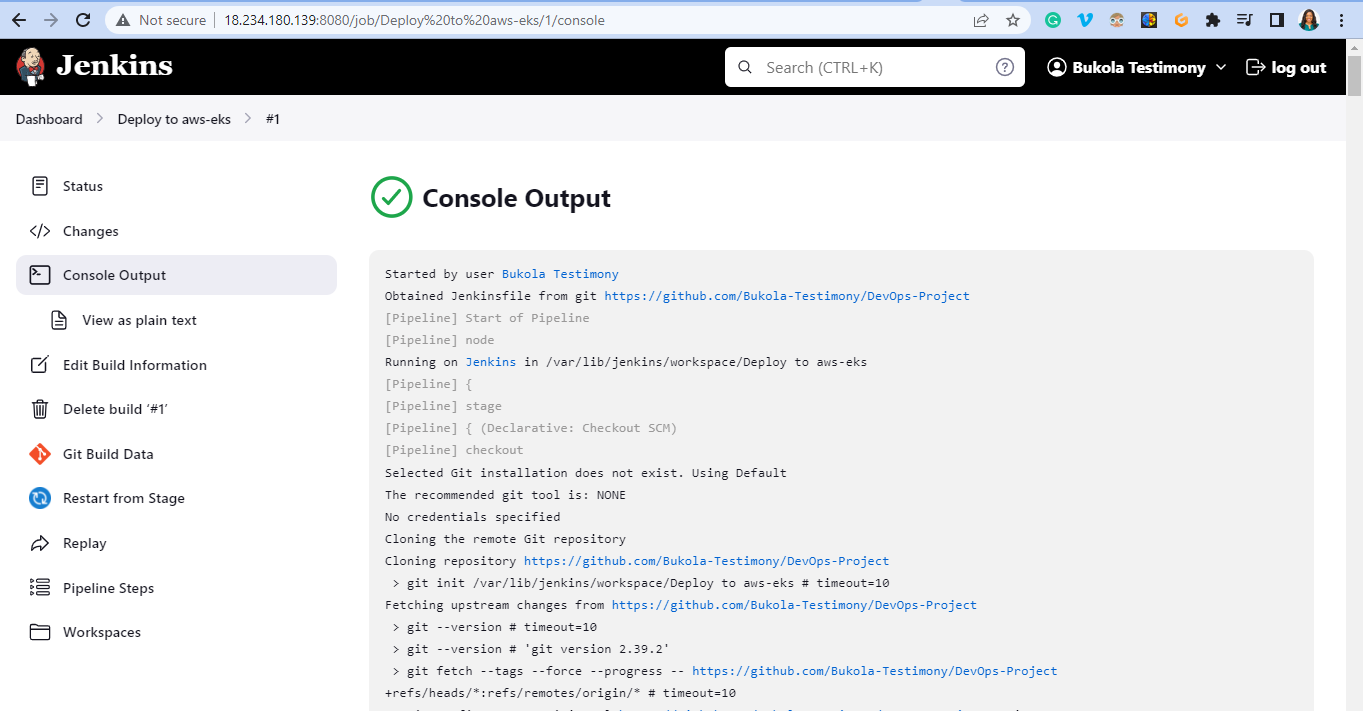 Not secure | 18.234.180.139:8080/job/Deploy%20to%20aws-eks/1/console
Jenkins
Search (CTRL+K)
Bukola Testimony
log out
Dashboard > Deploy to aws-eks > #1
Status
Changes
Console Output
View as plain text
Edit Build Information
Delete build ‘#1’
Git Build Data
Restart from Stage
Replay
Pipeline Steps
Workspaces
Console Output
Started by user Bukola Testimony
Obtained Jenkinsfile from git https://github.com/Bukola-Testimony/DevOps-Project
[Pipeline] Start of Pipeline
[Pipeline] node
Running on Jenkins in /var/lib/jenkins/workspace/Deploy to aws-eks
[Pipeline] {
[Pipeline] stage
[Pipeline] { (Declarative: Checkout SCM)
[Pipeline] checkout
Selected Git installation does not exist. Using Default
The recommended git tool is: NONE
No credentials specified
Cloning the remote Git repository
Cloning repository https://github.com/Bukola-Testimony/DevOps-Project
> git init /var/lib/jenkins/workspace/Deploy to aws-eks # timeout=10
Fetching upstream changes from https://github.com/Bukola-Testimony/DevOps-Project
> git --version # timeout=10
> git --version # 'git version 2.39.2'
> git fetch --tags --force --progress -- https://github.com/Bukola-Testimony/DevOps-Project
+refs/heads/*:refs/remotes/origin/* # timeout=10